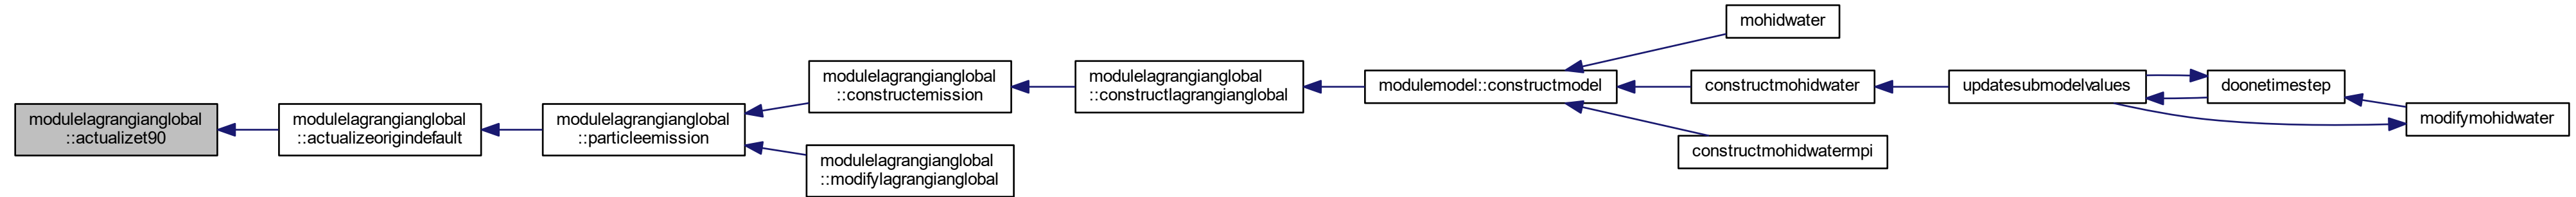 modulelagrangianglobal
::actualizet90
modulelagrangianglobal
::actualizeorigindefault
modulelagrangianglobal
::particleemission
modulelagrangianglobal
::constructemission
modulelagrangianglobal
::modifylagrangianglobal
modulelagrangianglobal
::constructlagrangianglobal
modulemodel::constructmodel
mohidwater
constructmohidwater
constructmohidwatermpi
updatesubmodelvalues
doonetimestep
modifymohidwater